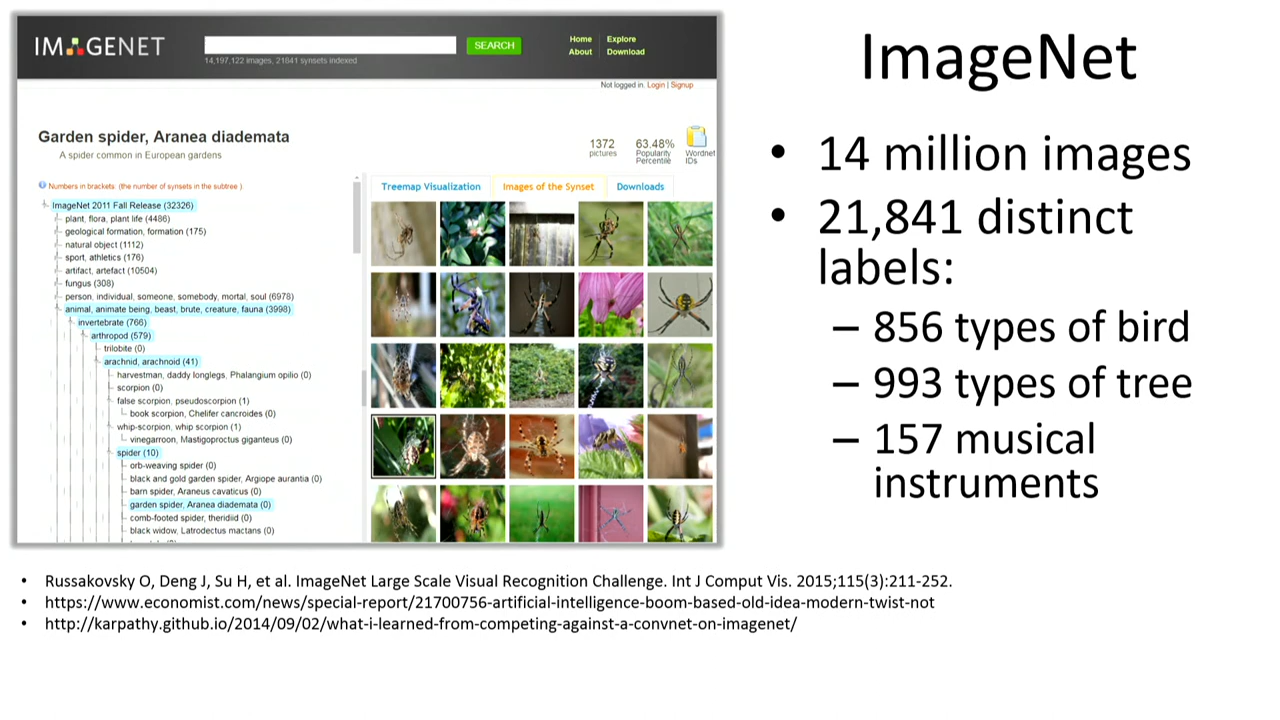 IMAGENET
SEARCH
14,197,122 images, 21841 synsets indexed
Home Explore
About Download
Not logged in. Login | Signup
Garden spider, Aranea diademata
A spider common in European gardens
1372
pictures
63.48%
Popularity
Percentile
Wordnet
IDs
Numbers in brackets: (the number of synsets in the subtree ).
ImageNet 2011 Fall Release (32326)
plant, flora, plant life (4486)
geological formation, formation (175)
natural object (1112)
sport, athletics (176)
artifact, artefact (10504)
fungus (308)
person, individual, someone, somebody, mortal, soul (6978)
animal, animate being, beast, brute, creature, fauna (3998)
invertebrate (766)
arthropod (579)
trilobite (0)
arachnid, arachnoid (41)
harvestman, daddy longlegs, Phalangium opilio (0)
scorpion (0)
false scorpion, pseudoscorpion (1)
book scorpion, Chelifer cancroides (0)
whip-scorpion, whip scorpion (1)
vinegarroon, Mastigoproctus giganteus (0)
spider (10)
orb-weaving spider (0)
black and gold garden spider, Argiope aurantia (0)
barn spider, Araneus cavaticus (0)
garden spider, Aranea diademata (0)
comb-footed spider, theridiid (0)
black widow, Latrodectus mactans (0)
Treemap Visualization Images of the Synset Downloads
ImageNet
• 14 million images
• 21,841 distinct
labels:
– 856 types of bird
– 993 types of tree
– 157 musical
instruments
• Russakovsky O, Deng J, Su H, et al. ImageNet Large Scale Visual Recognition Challenge. Int J Comput Vis. 2015;115(3):211-252.
• https://www.economist.com/news/special-report/21700756-artificial-intelligence-boom-based-old-idea-modern-twist-not
• http://karpathy.github.io/2014/09/02/what-i-learned-from-competing-against-a-convnet-on-imagenet/